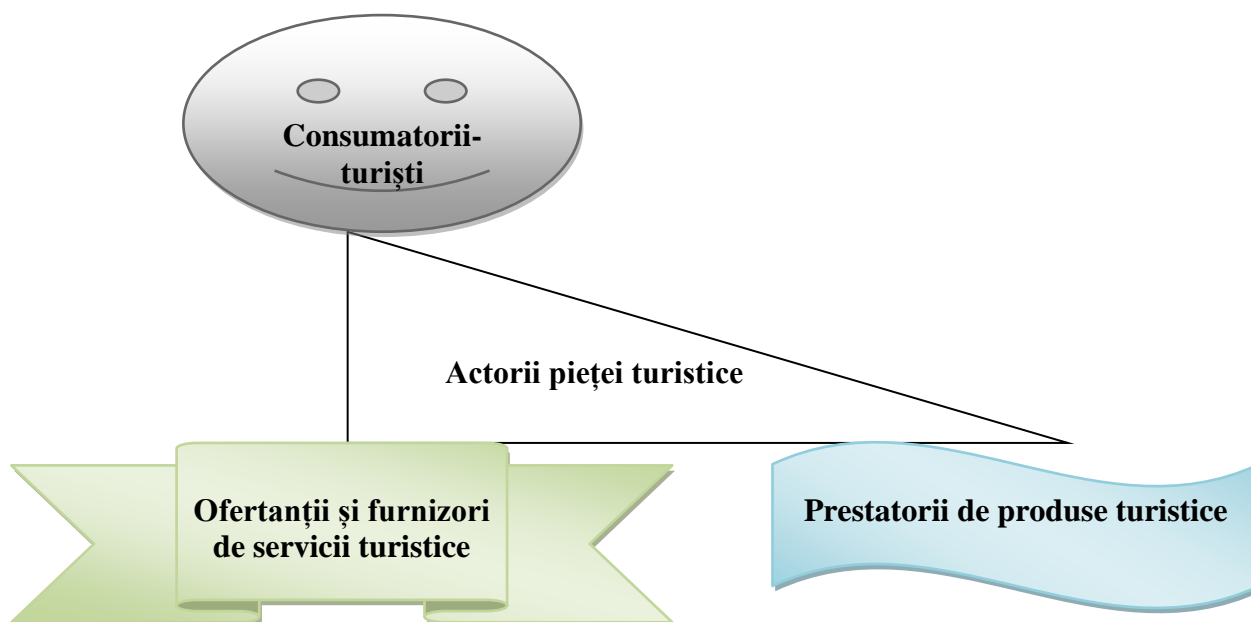 Consumatorii-
turiști
Actorii pieței turistice
Ofertanții și furnizori
de servicii turistice
Prestatorii de produse turistice